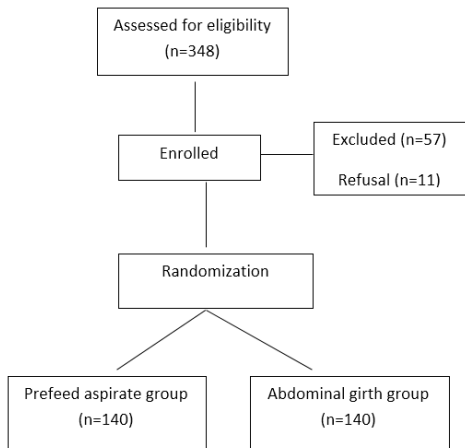 Assessed for eligibility
(n=348)
Enrolled
Excluded (n=57)
Refusal (n=11)
Randomization
Prefeed aspirate group
(n=140)
Abdominal girth group
(n=140)